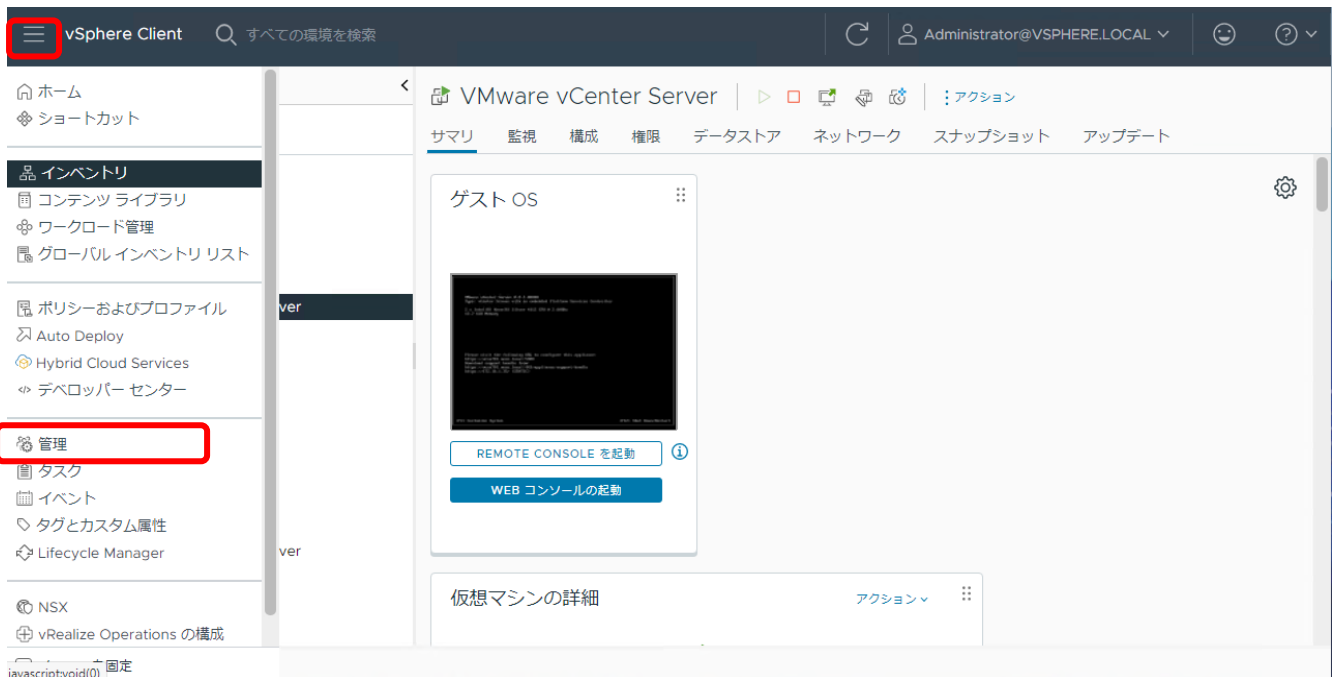 vSphere Client
すべての環境を検索
Administrator@VSPHERE.LOCAL
ホーム
ショートカット
インベントリ
コンテンツ ライブラリ
ワークロード管理
グローバル インベントリ リスト
ポリシーおよびプロファイル
Auto Deploy
Hybrid Cloud Services
デベロッパー センター
管理
タスク
イベント
タグとカスタム属性
Lifecycle Manager
NSX
vRealize Operations の構成
を固定
javascript:void(0)
ver
ver
VMware vCenter Server
アクション
サマリ 監視 構成 権限 データストア ネットワーク スナップショット アップデート
ゲスト OS
REMOTE CONSOLE を起動
WEB コンソールの起動
仮想マシンの詳細
アクション